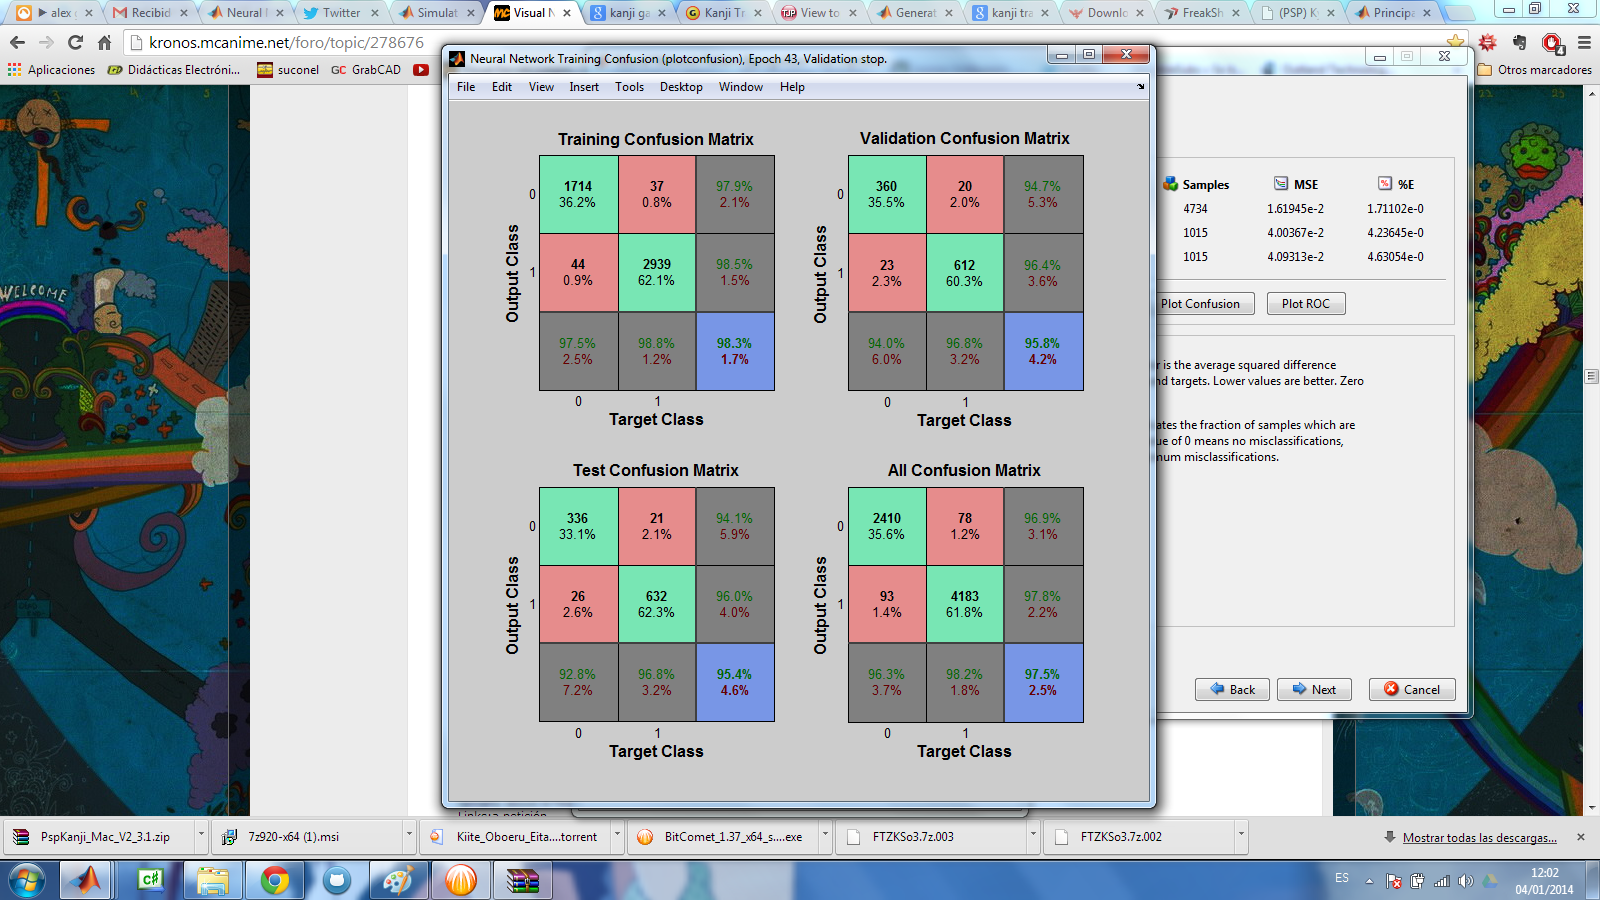 alex g
Recibid
Neural
Twitter
Simulat
Visual N
kanji ga
Kanji Tr
View to
Generat
kanji tra
Downlo
FreakSh
(PSP) K
Principa
kronos.mcanime.net/foro/topic/278676
Aplicaciones
Didácticas Electróni...
suconel
GC GrabCAD
Otros marcadores
Neural Network Training Confusion (plotconfusion), Epoch 43, Validation stop.
File Edit View Insert Tools Desktop Window Help
Training Confusion Matrix
0
1714
36.2%
37
0.8%
97.9%
2.1%
1
44
0.9%
2939
62.1%
98.5%
1.5%
97.5%
2.5%
98.8%
1.2%
98.3%
1.7%
0 1
Target Class
Output Class
Validation Confusion Matrix
0
360
35.5%
20
2.0%
94.7%
5.3%
1
23
2.3%
612
60.3%
96.4%
3.6%
94.0%
6.0%
96.8%
3.2%
95.8%
4.2%
0 1
Target Class
Output Class
Test Confusion Matrix
0
336
33.1%
21
2.1%
94.1%
5.9%
1
26
2.6%
632
62.3%
96.0%
4.0%
92.8%
7.2%
96.8%
3.2%
95.4%
4.6%
0 1
Target Class
Output Class
All Confusion Matrix
0
2410
35.6%
78
1.2%
96.9%
3.1%
1
93
1.4%
4183
61.8%
97.8%
2.2%
96.3%
3.7%
98.2%
1.8%
97.5%
2.5%
0 1
Target Class
Output Class
Samples MSE %E
4734 1.61945e-2 1.71102e-0
1015 4.00367e-2 4.23645e-0
1015 4.09313e-2 4.63054e-0
Plot Confusion Plot ROC
r is the average squared difference
nd targets. Lower values are better. Zero
ates the fraction of samples which are
ue of 0 means no misclassifications,
num misclassifications.
Back Next Cancel
WELCOME
PspKanji_Mac_V2_3.1.zip
7z920-x64 (1).msi
Kiite_Oboeru_Eita....torrent
BitComet_1.37_x64_s....exe
FTZKSo3.7z.003
FTZKSo3.7z.002
Mostrar todas las descargas...
ES
12:02
04/01/2014